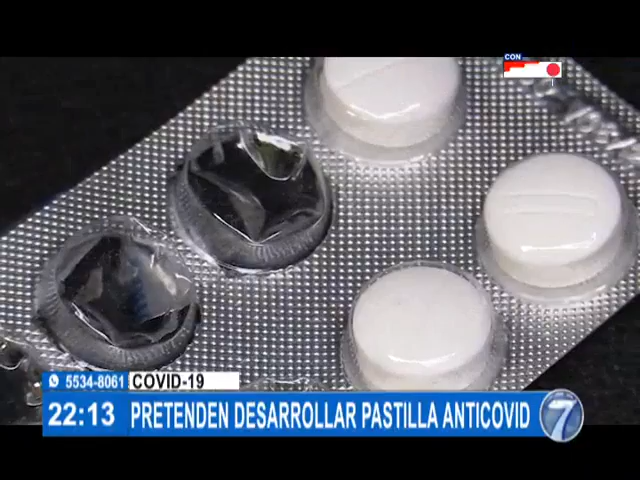 CON
5534-8061 COVID-19
22:13 PRETENDEN DESARROLLAR PASTILLA ANTICOVID 7